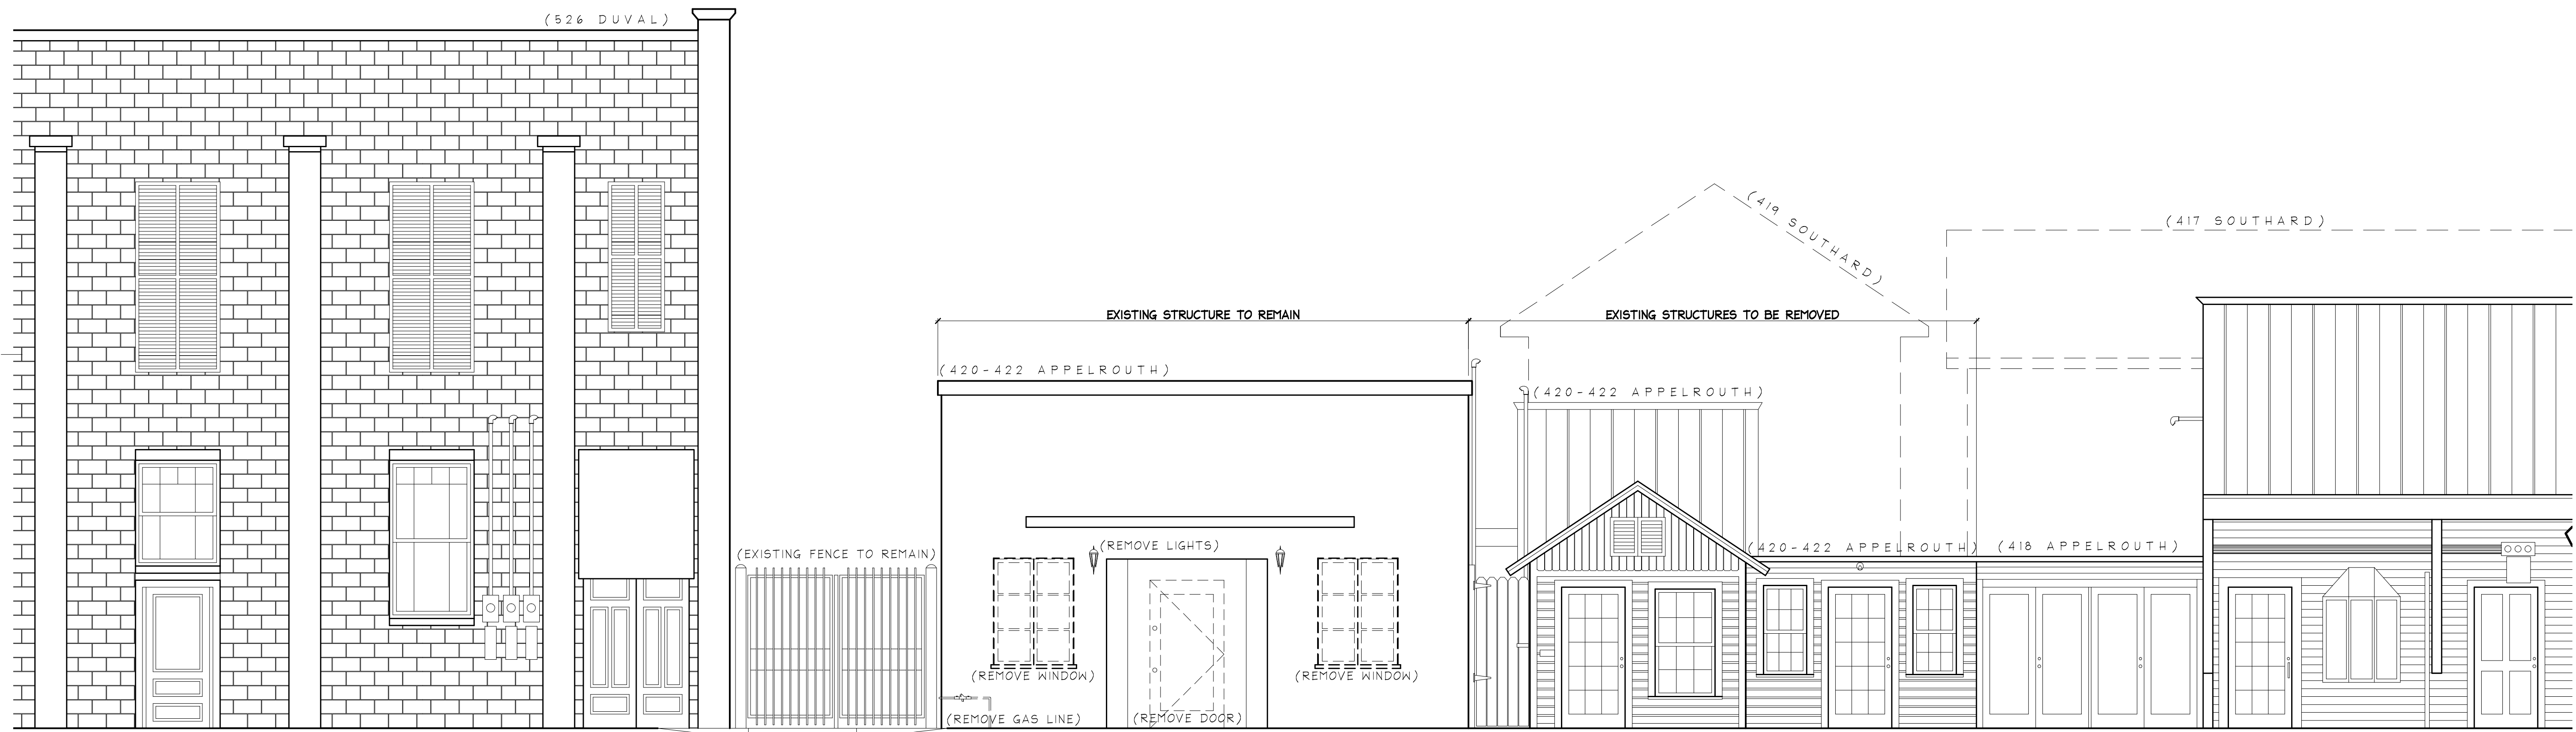 (526 DUVAL)
(419 SOUTHARD)
(417 SOUTHARD)
EXISTING STRUCTURE TO REMAIN
EXISTING STRUCTURES TO BE REMOVED
(420-422 APPELROUTH)
(420-422 APPELROUTH)
(EXISTING FENCE TO REMAIN)
(REMOVE LIGHTS)
(420-422 APPELROUTH)
(418 APPELROUTH)
(REMOVE WINDOW)
(REMOVE WINDOW)
(REMOVE GAS LINE)
(REMOVE DOOR)